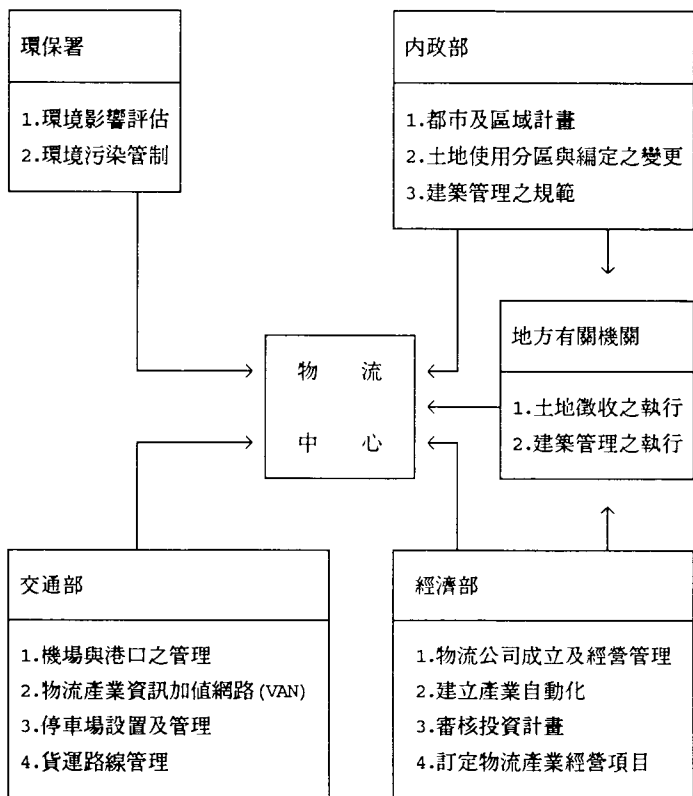 環保署
1.環境影響評估
2.環境污染管制
內政部
1.都市及區域計畫
2.土地使用分區與編定之變更
3.建築管理之規範
物 流
中 心
地方有關機關
1.土地徵收之執行
2.建築管理之執行
交通部
1.機場與港口之管理
2.物流產業資訊加值網路(VAN)
3.停車場設置及管理
4.貨運路線管理
經濟部
1.物流公司成立及經營管理
2.建立產業自動化
3.審核投資計畫
4.訂定物流產業經營項目